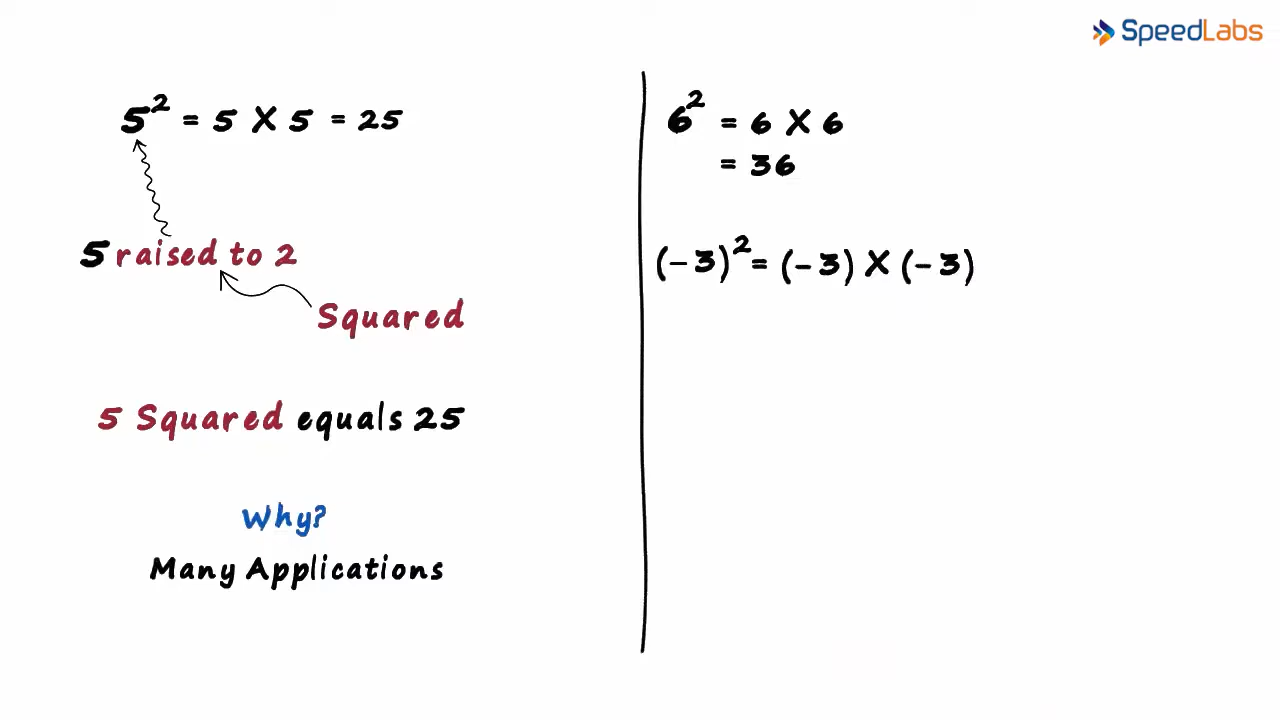 SpeedLabs
5² = 5 X 5 = 25
5 raised to 2
Squared
5 Squared equals 25
Why?
Many Applications
6² = 6 X 6
= 36
(-3)² = (-3) X (-3)